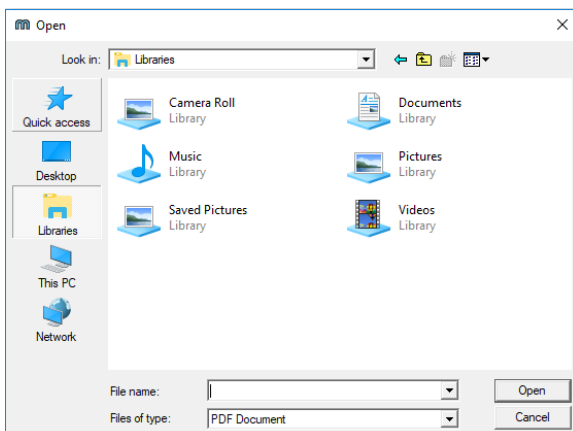 Open
Look in: Libraries
Quick access
Desktop
Libraries
This PC
Network
Camera Roll
Library
Documents
Library
Music
Library
Pictures
Library
Saved Pictures
Library
Videos
Library
File name:
Open
Files of type: PDF Document
Cancel